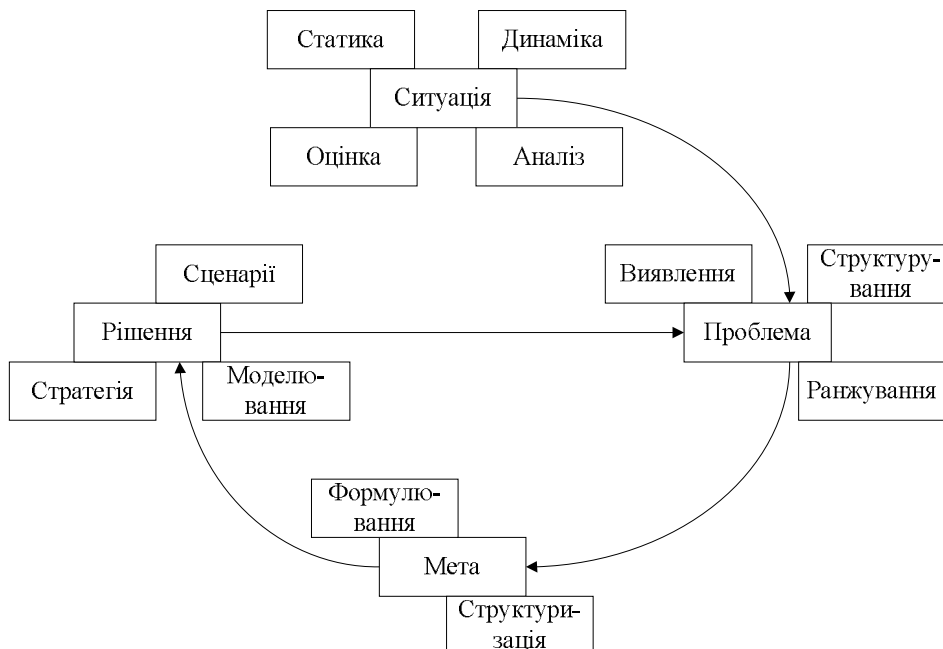 Статика
Динаміка
Ситуація
Оцінка
Аналіз
Сценарії
Виявлення
Структуру-
вання
Рішення
Проблема
Стратегія
Моделю-
вання
Ранжування
Формулю-
вання
Мета
Структури-
зація